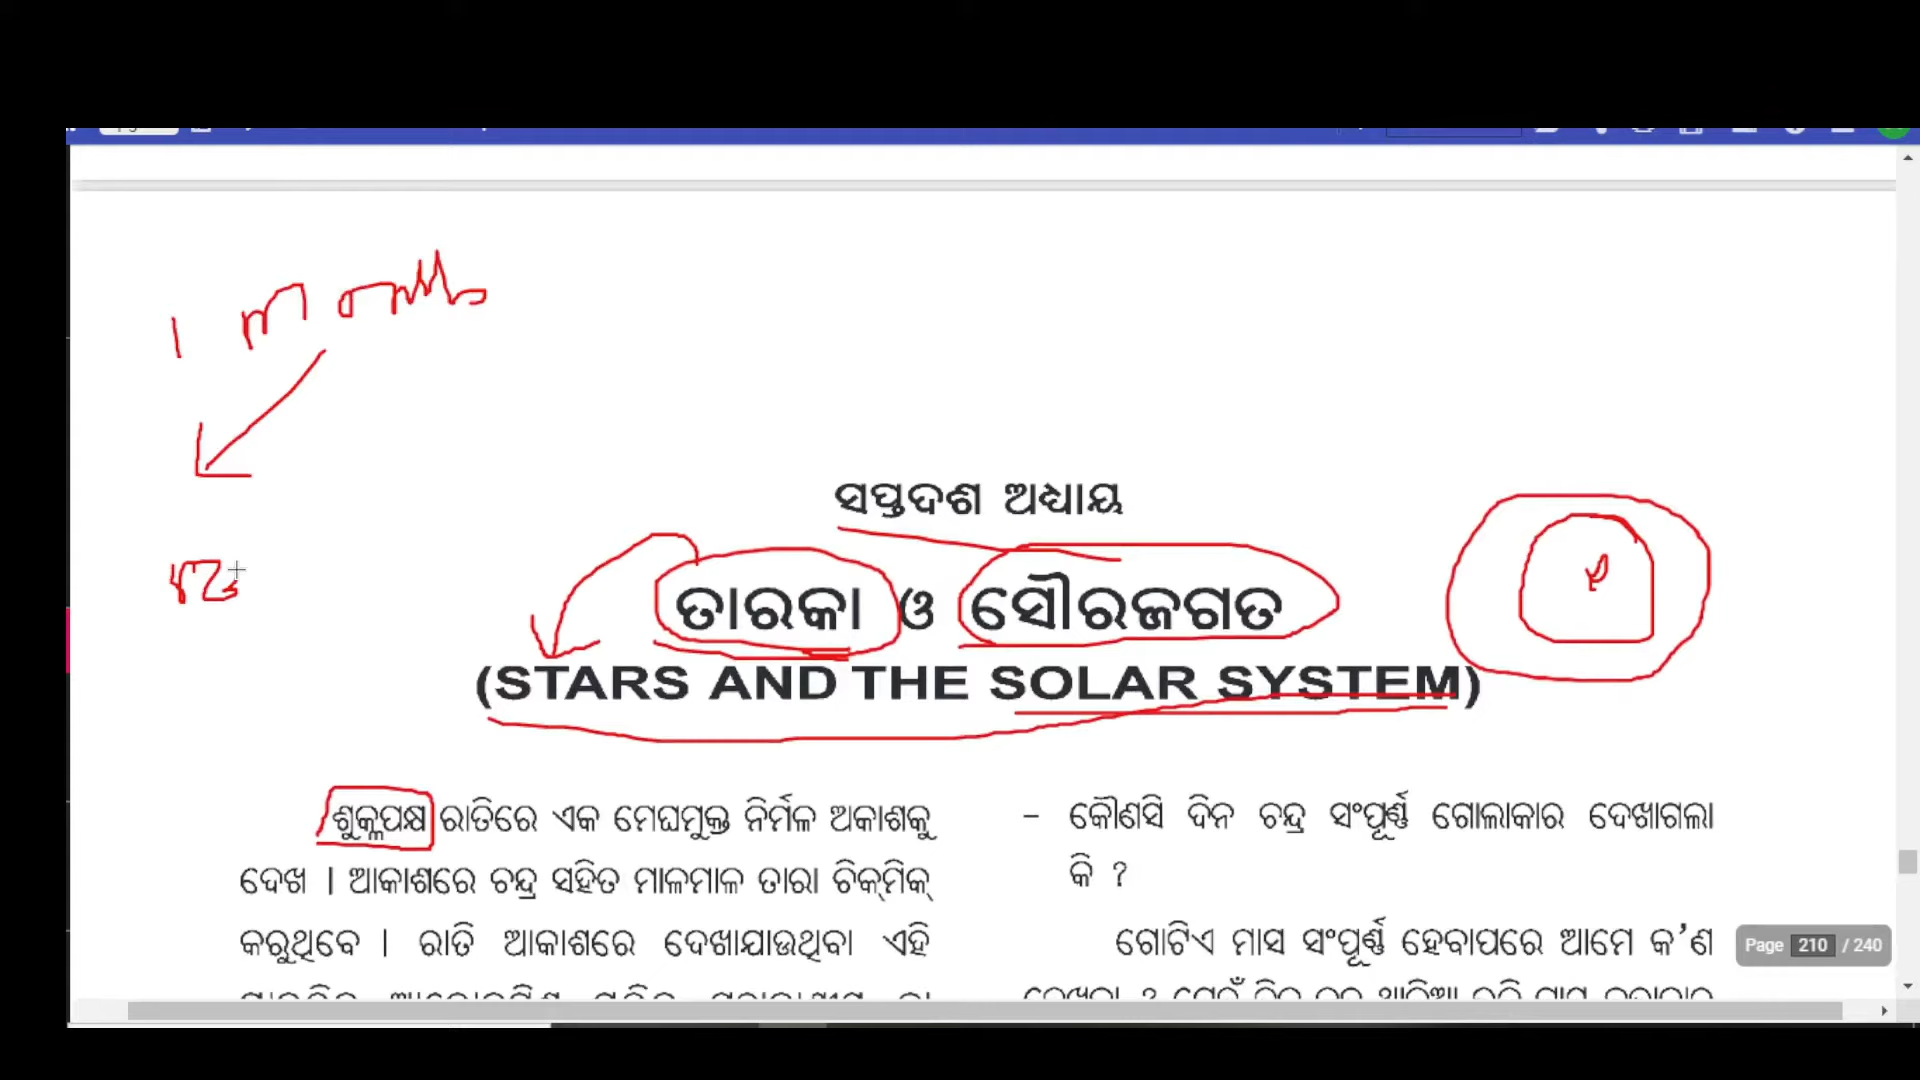 1 month
ସପ୍ତଦଶ ଅଧ୍ୟାୟ
ତାରକା ଓ ସୌରଜଗତ
(STARS AND THE SOLAR SYSTEM)
ଶୁକ୍ଳପକ୍ଷ ରାତିରେ ଏକ ମେଘମୁକ୍ତ ନିର୍ମଳ ଅକାଶକୁ
ଦେଖ । ଆକାଶରେ ଚନ୍ଦ୍ର ସହିତ ମାଳମାଳ ତାରା ଚିକ୍‌ମିକ୍
କରୁଥିବେ । ରାତି ଆକାଶରେ ଦେଖାଯାଉଥିବା ଏହି
– କୌଣସି ଦିନ ଚନ୍ଦ୍ର ସଂପୂର୍ଣ୍ଣ ଗୋଲାକାର ଦେଖାଗଲା
କି ?
ଗୋଟିଏ ମାସ ସଂପୂର୍ଣ୍ଣ ହେବାପରେ ଆମେ କ’ଣ
Page 210 / 240